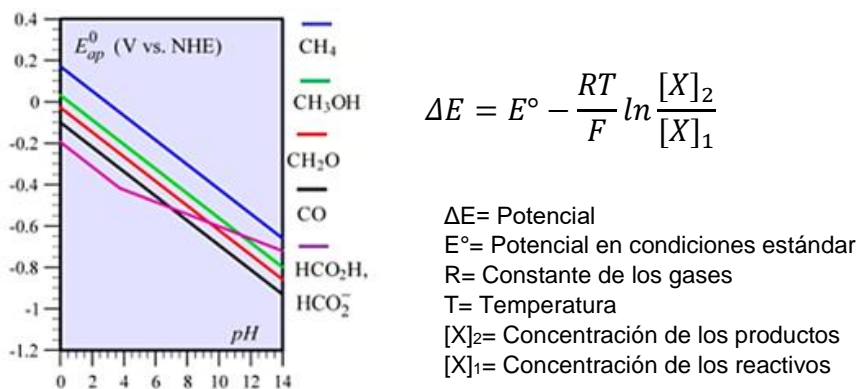 0.4
0.2
0
-0.2
-0.4
-0.6
-0.8
-1
-1.2
E⁰ap (V vs. NHE)
pH
0 2 4 6 8 10 12 14
CH₄
CH₃OH
CH₂O
CO
HCO₂H,
HCO₂⁻
ΔE = E° − RT/F ln [X]₂/[X]₁
ΔE= Potencial
E°= Potencial en condiciones estándar
R= Constante de los gases
T= Temperatura
[X]₂= Concentración de los productos
[X]₁= Concentración de los reactivos